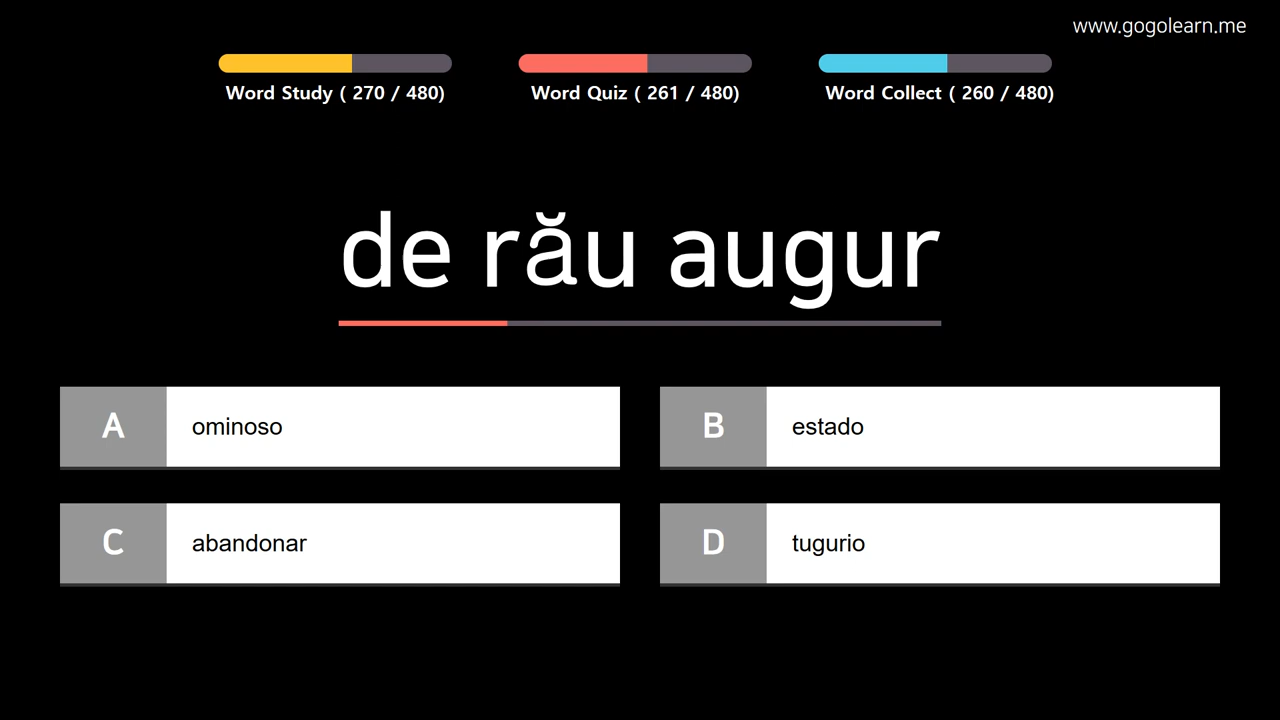 www.gogolearn.me
Word Study ( 270 / 480)
Word Quiz ( 261 / 480)
Word Collect ( 260 / 480)
de rău augur
A ominoso
B estado
C abandonar
D tugurio